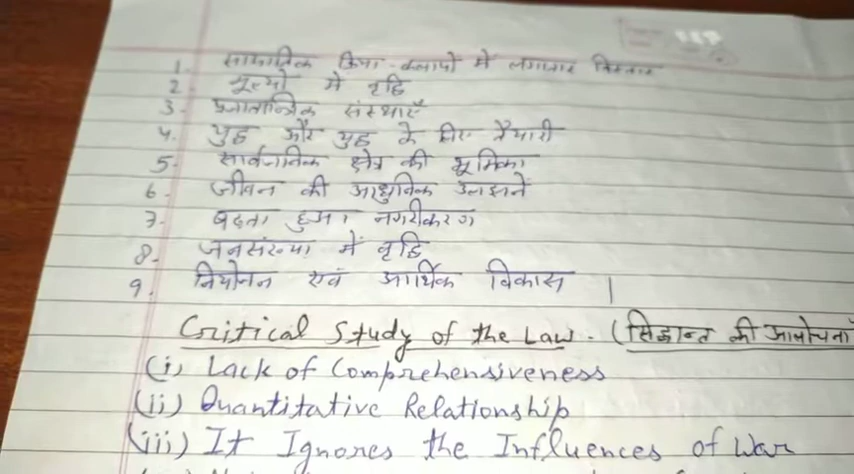 1. सामाजिक क्रिया-कलापों में लगातार विस्तार
2. मूल्यों में वृद्धि
3. प्रजातान्त्रिक संस्थाएँ
4. युद्ध और युद्ध के लिए तैयारी
5. सार्वजनिक क्षेत्र की भूमिका
6. जीवन की आधुनिक उलझनें
7. बढ़ता हुआ नगरीकरण
8. जनसंख्या में वृद्धि
9. नियोजन एवं आर्थिक विकास |
Critical Study of the Law. (सिद्धान्त की आलोचना
(i) Lack of Comprehensiveness
(ii) Quantitative Relationship
(iii) It Ignores the Influences of War